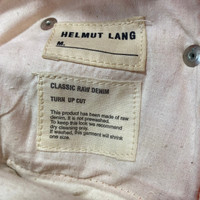 HELMUT LANG
M.
CLASSIC RAW DENIM
TURN UP CUT
This product has been made of raw
denim. It is not prewashed.
To keep this look we recommend
dry cleaning only.
If washed, this garment will shrink
one size.